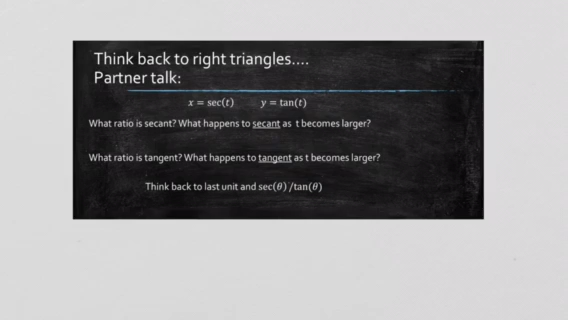 Think back to right triangles....
Partner talk:
x = sec(t) y = tan(t)
What ratio is secant? What happens to secant as t becomes larger?
What ratio is tangent? What happens to tangent as t becomes larger?
Think back to last unit and sec(θ)/tan(θ)